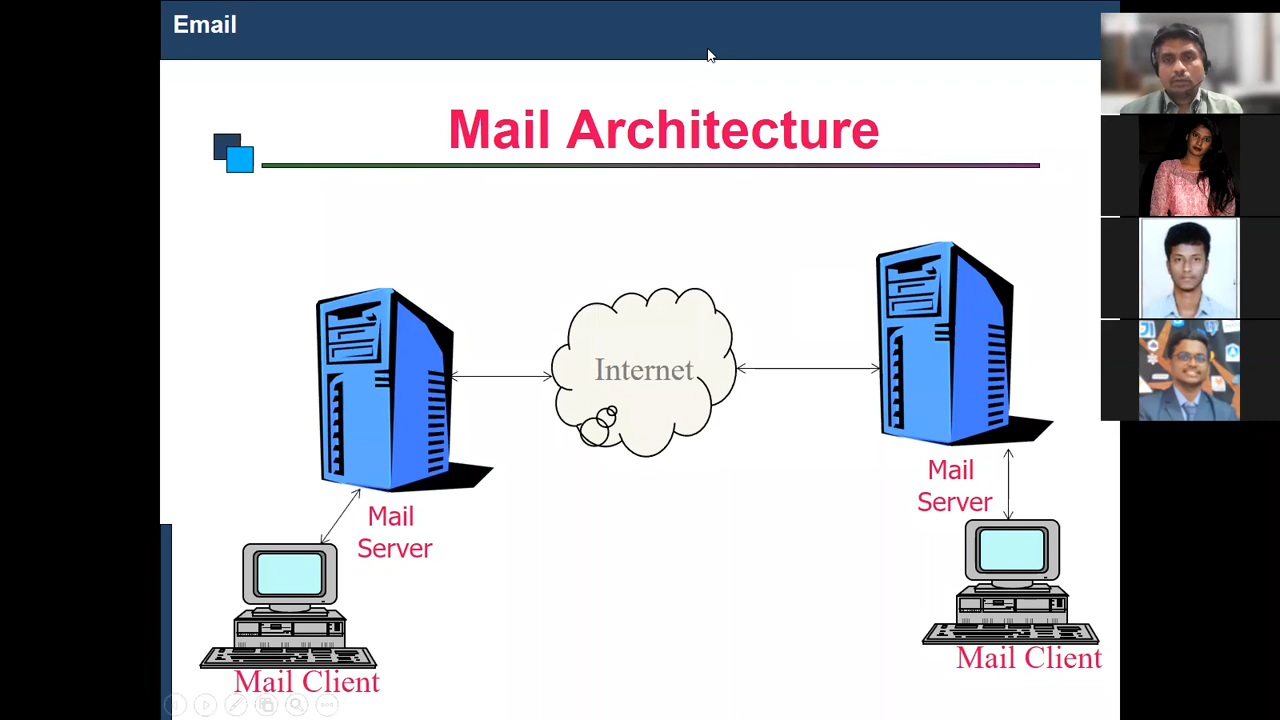 Email
Mail Architecture
Internet
Mail
Server
Mail
Server
Mail Client
Mail Client